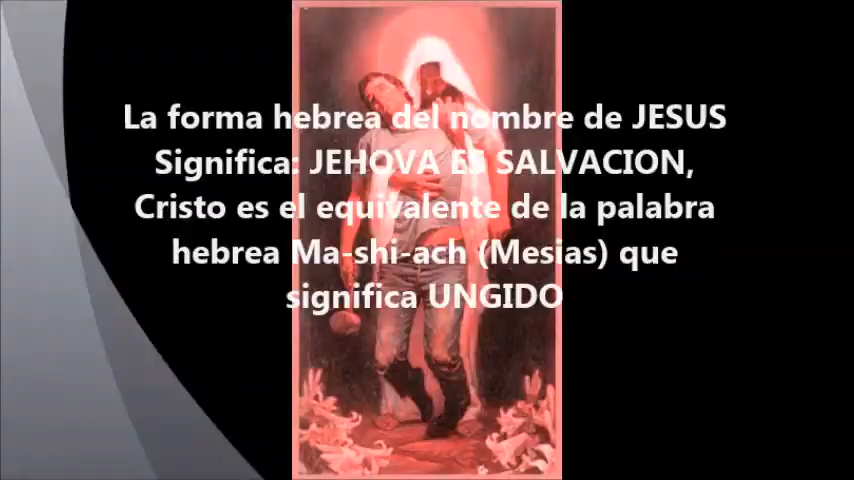 La forma hebrea del nombre de JESUS
Significa: JEHOVA ES SALVACION,
Cristo es el equivalente de la palabra
hebrea Ma-shi-ach (Mesias) que
significa UNGIDO